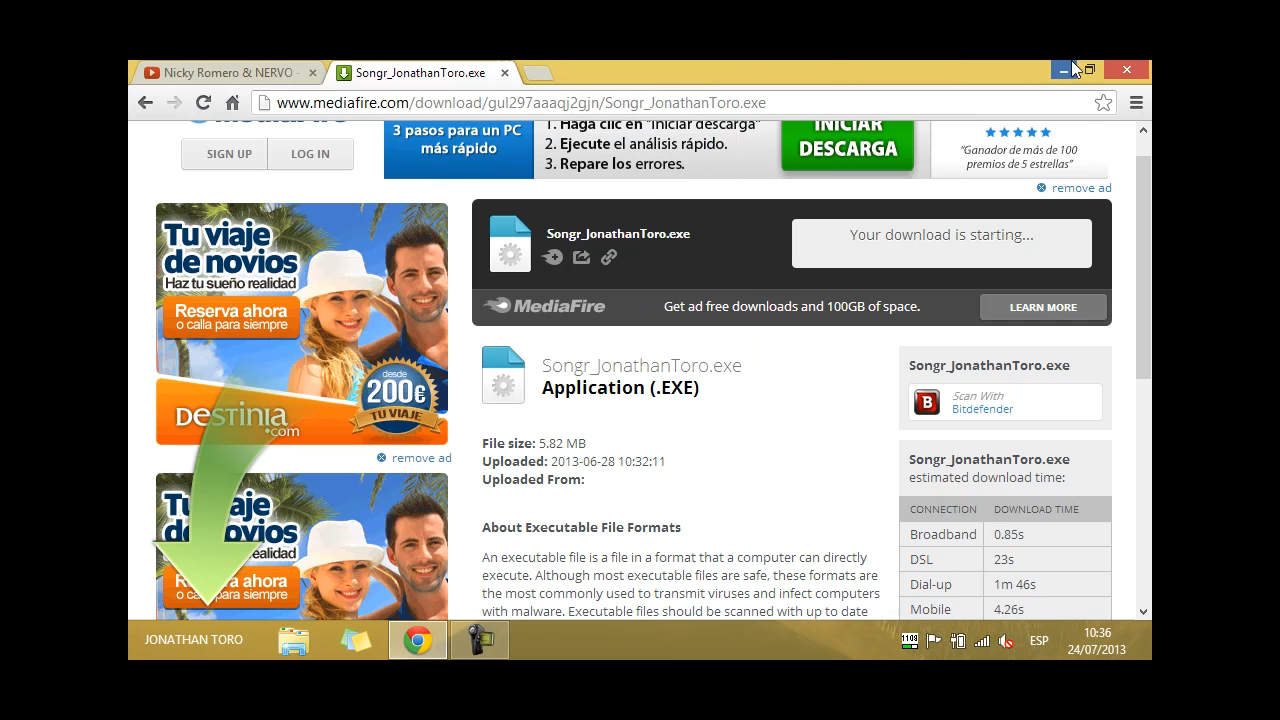 Nicky Romero & NERVO -
Songr_JonathanToro.exe
www.mediafire.com/download/gul297aaaqj2gjn/Songr_JonathanToro.exe
SIGN UP
LOG IN
3 pasos para un PC
más rápido
1. Haga clic en "Iniciar descarga"
2. Ejecute el análisis rápido.
3. Repare los errores.
INICIAR
DESCARGA
"Ganador de más de 100
premios de 5 estrellas"
remove ad
Tu viaje
de novios
Haz tu sueño realidad
Reserva ahora
o calla para siempre
desde
200€
TU VIAJE
DESTINIA
.com
remove ad
Songr_JonathanToro.exe
Your download is starting...
MediaFire
Get ad free downloads and 100GB of space.
LEARN MORE
Songr_JonathanToro.exe
Application (.EXE)
File size: 5.82 MB
Uploaded: 2013-06-28 10:32:11
Uploaded From:
About Executable File Formats
An executable file is a file in a format that a computer can directly
execute. Although most executable files are safe, these formats are
the most commonly used to transmit viruses and infect computers
with malware. Executable files should be scanned with up to date
Songr_JonathanToro.exe
B
Scan With
Bitdefender
Songr_JonathanToro.exe
estimated download time:
CONNECTION DOWNLOAD TIME
Broadband 0.85s
DSL 23s
Dial-up 1m 46s
Mobile 4.26s
Tu viaje
de novios
realidad
Reserva ahora
o calla para siempre
JONATHAN TORO
1109
ESP
10:36
24/07/2013